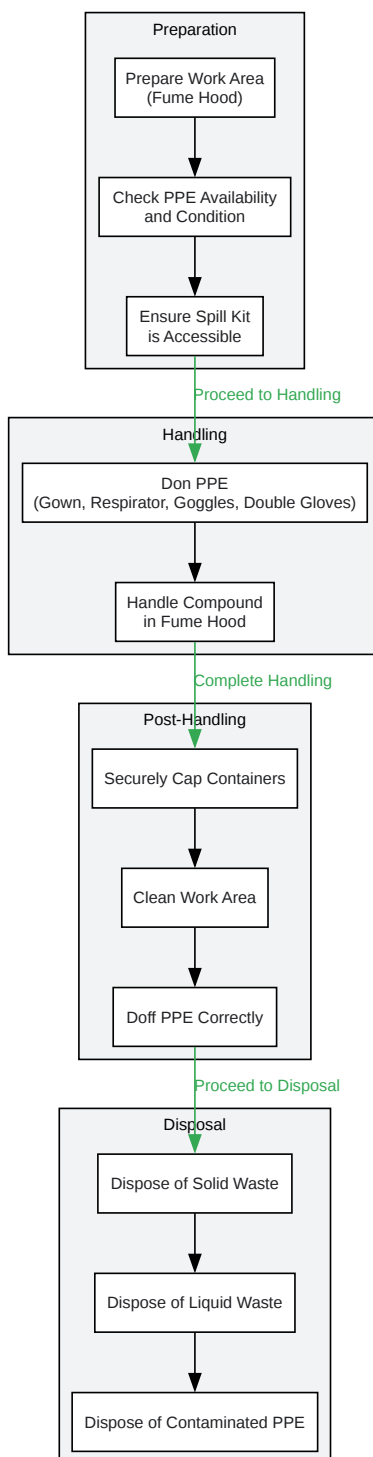 Preparation
Prepare Work Area
(Fume Hood)
Check PPE Availability
and Condition
Ensure Spill Kit
is Accessible
Proceed to Handling
Handling
Don PPE
(Gown, Respirator, Goggles, Double Gloves)
Handle Compound
in Fume Hood
Complete Handling
Post-Handling
Securely Cap Containers
Clean Work Area
Doff PPE Correctly
Proceed to Disposal
Disposal
Dispose of Solid Waste
Dispose of Liquid Waste
Dispose of Contaminated PPE